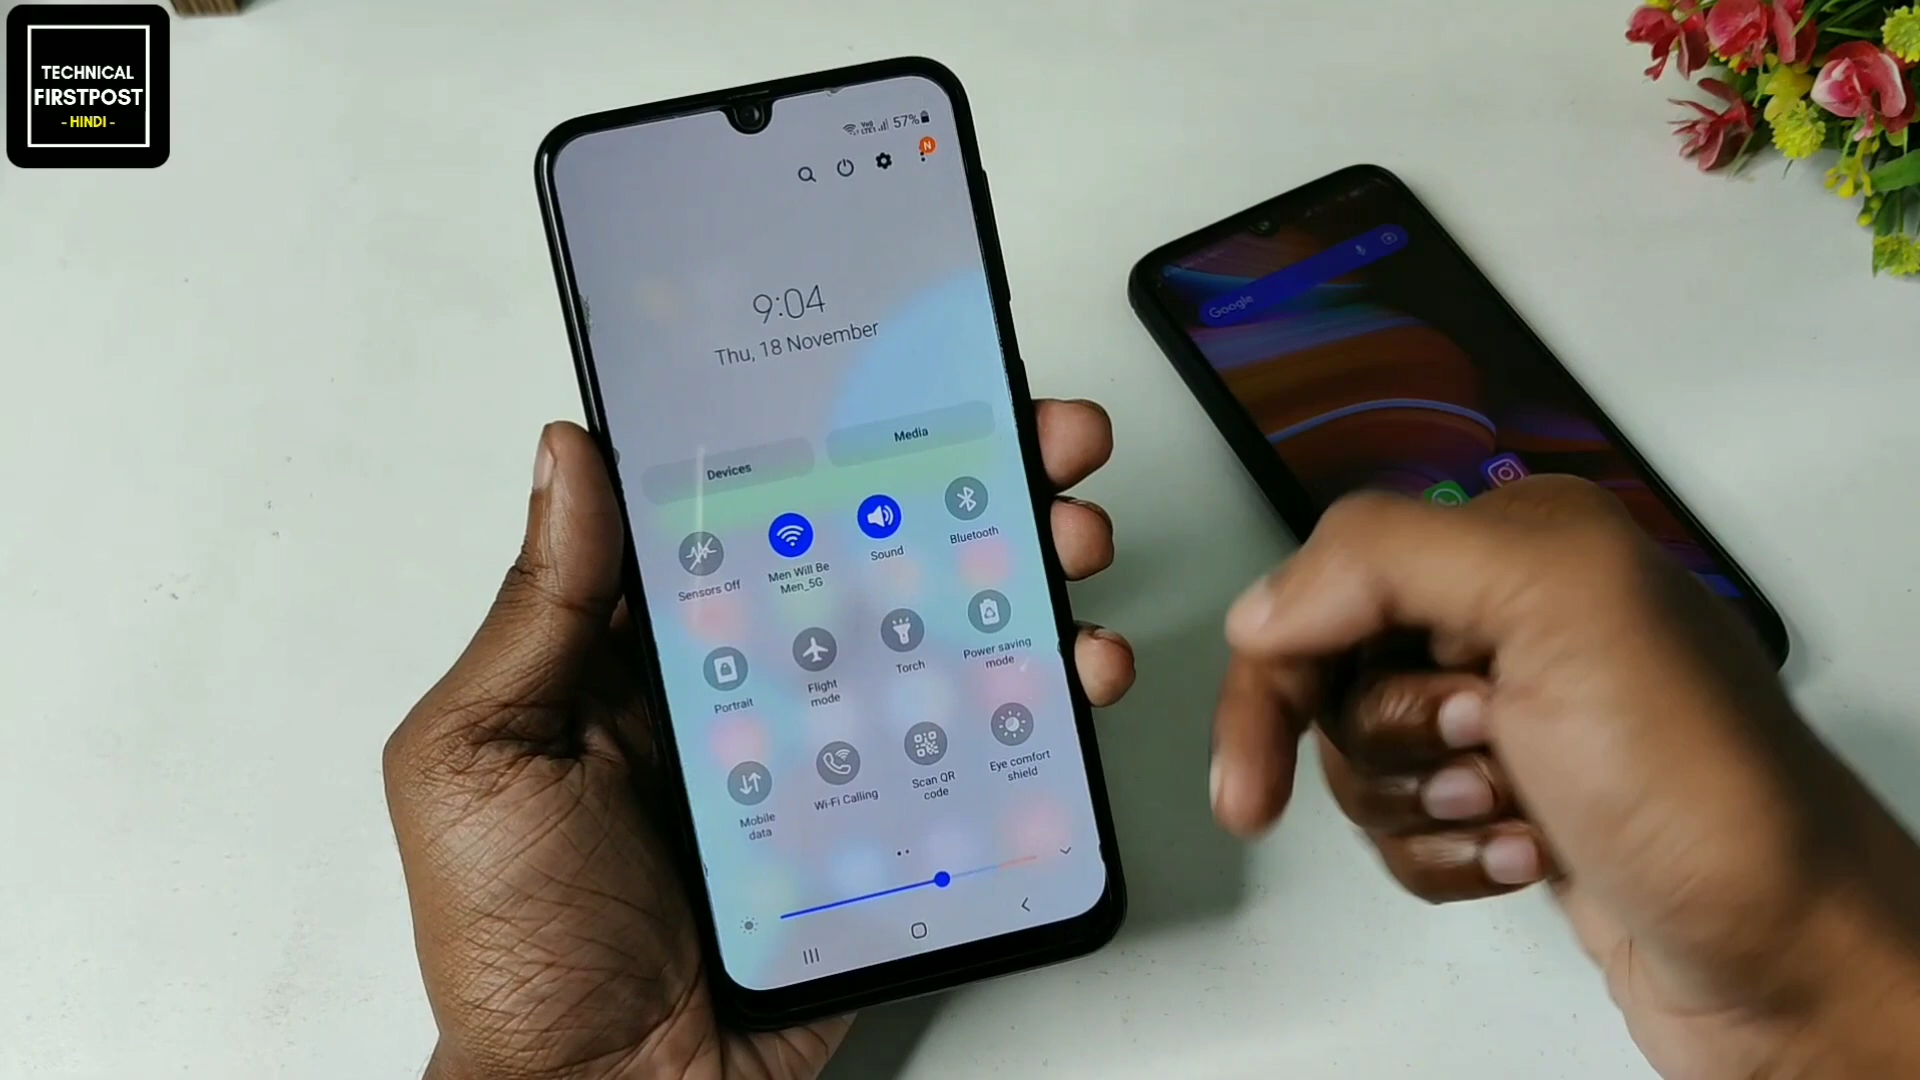 TECHNICAL
FIRSTPOST
- HINDI -
57%
N
9:04
Thu, 18 November
Devices
Media
Sensors Off
Men Will Be
Men_5G
Sound
Bluetooth
Portrait
Flight
mode
Torch
Power saving
mode
Mobile
data
Wi-Fi Calling
Scan QR
code
Eye comfort
shield
Google